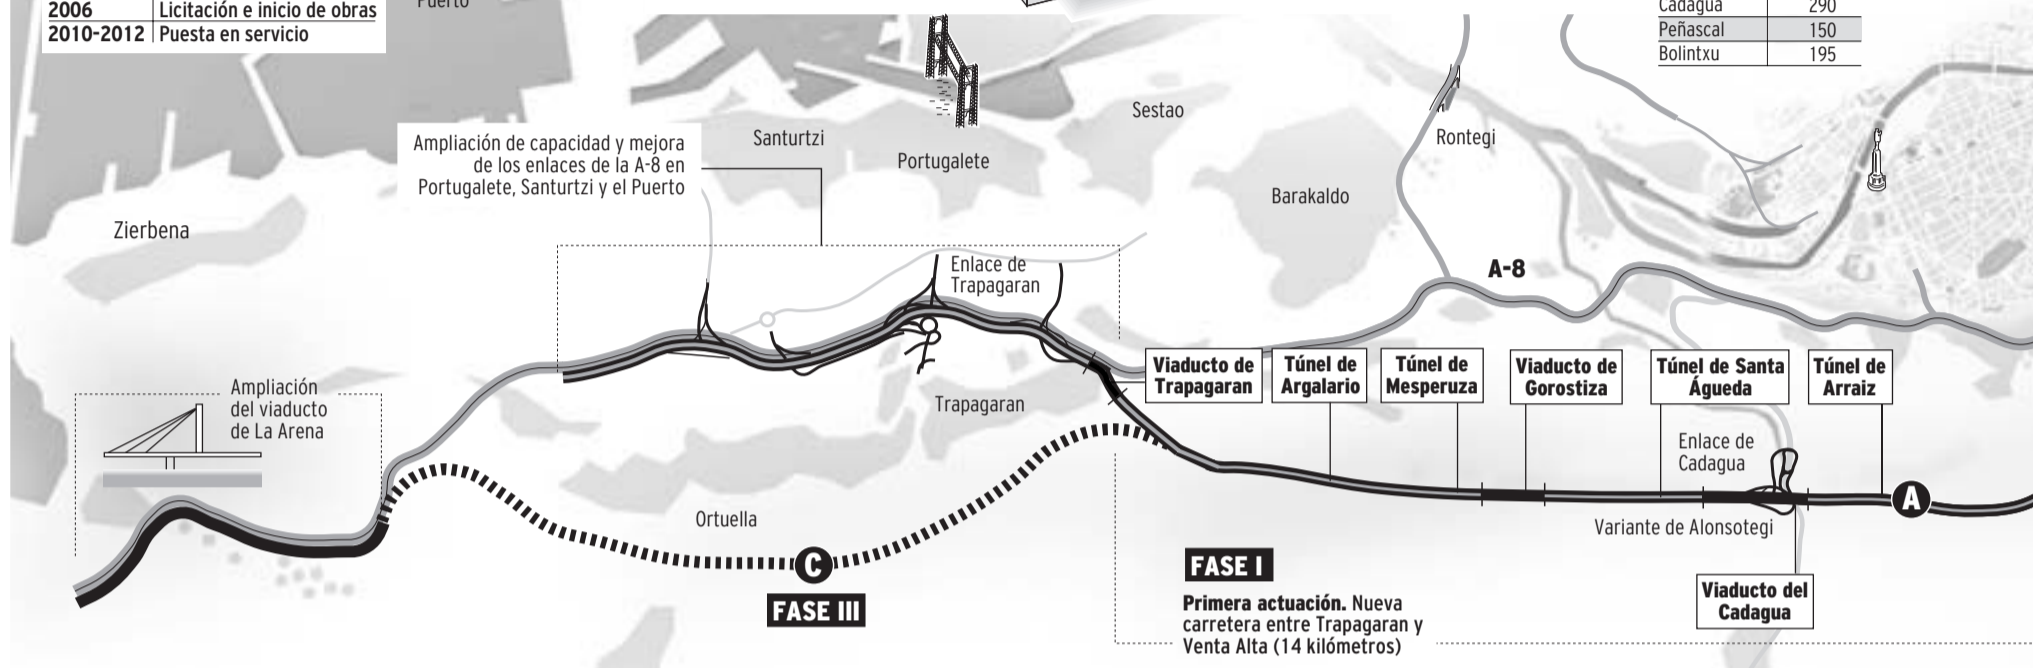 2006 Licitación e inicio de obras
2010-2012 Puesta en servicio
Puerto
Cadagua 290
Peñascal 150
Bolintxu 195
Ampliación de capacidad y mejora
de los enlaces de la A-8 en
Portugalete, Santurtzi y el Puerto
Santurtzi
Portugalete
Sestao
Rontegi
Barakaldo
Zierbena
Enlace de
Trapagaran
A-8
Ampliación
del viaducto
de La Arena
Trapagaran
Viaducto de
Trapagaran
Túnel de
Argalario
Túnel de
Mesperuza
Viaducto de
Gorostiza
Túnel de Santa
Águeda
Túnel de
Arraiz
Enlace de
Cadagua
A
Variante de Alonsotegi
Ortuella
C
FASE III
FASE I
Primera actuación. Nueva
carretera entre Trapagaran y
Venta Alta (14 kilómetros)
Viaducto del
Cadagua